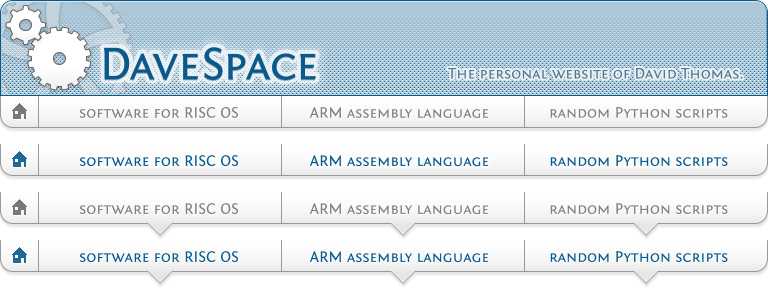 DaveSpace
The personal website of David Thomas.
software for RISC OS ARM assembly language random Python scripts
software for RISC OS ARM assembly language random Python scripts
software for RISC OS ARM assembly language random Python scripts
software for RISC OS ARM assembly language random Python scripts